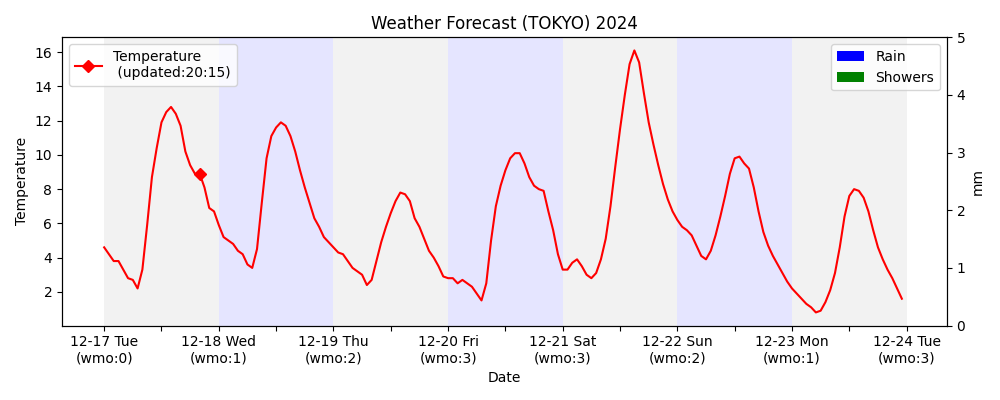 Weather Forecast (TOKYO) 2024
Temperature
(updated:20:15)
Rain
Showers
16
14
12
10
8
6
4
2
Temperature
5
4
3
2
1
0
mm
12-17 Tue
(wmo:0)
12-18 Wed
(wmo:1)
12-19 Thu
(wmo:2)
12-20 Fri
(wmo:3)
12-21 Sat
(wmo:3)
12-22 Sun
(wmo:2)
12-23 Mon
(wmo:1)
12-24 Tue
(wmo:3)
Date